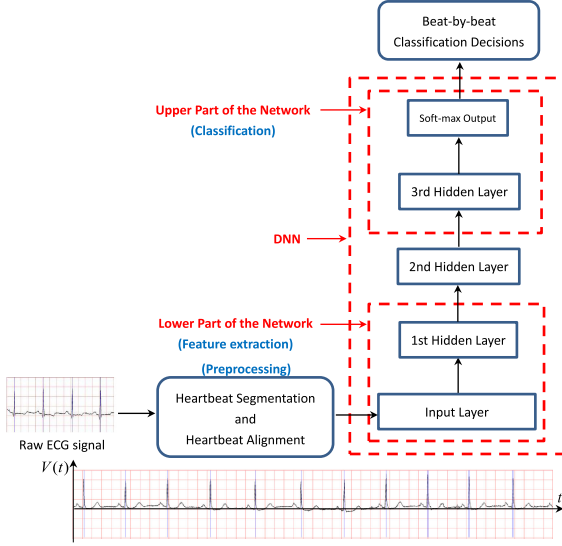 Beat-by-beat
Classification Decisions
Upper Part of the Network
(Classification)
Soft-max Output
3rd Hidden Layer
DNN
2nd Hidden Layer
Lower Part of the Network
(Feature extraction)
1st Hidden Layer
(Preprocessing)
Heartbeat Segmentation
and
Heartbeat Alignment
Input Layer
Raw ECG signal
V(t)
t